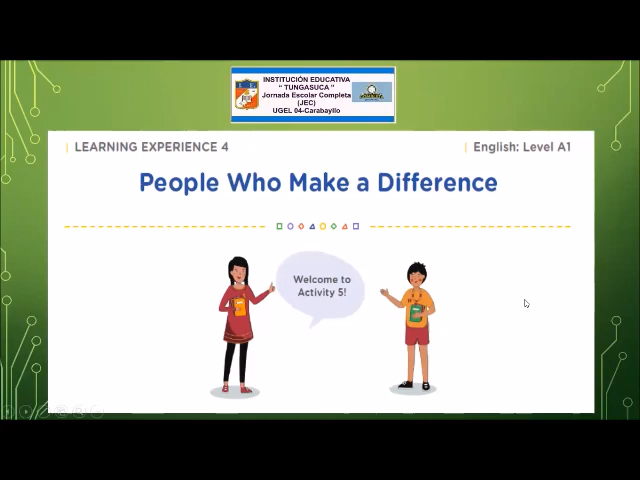 INSTITUCIÓN EDUCATIVA
“ TUNGASUCA ”
Jornada Escolar Completa
(JEC)
UGEL 04-Carabayllo
LEARNING EXPERIENCE 4
English: Level A1
People Who Make a Difference
Welcome to
Activity 5!